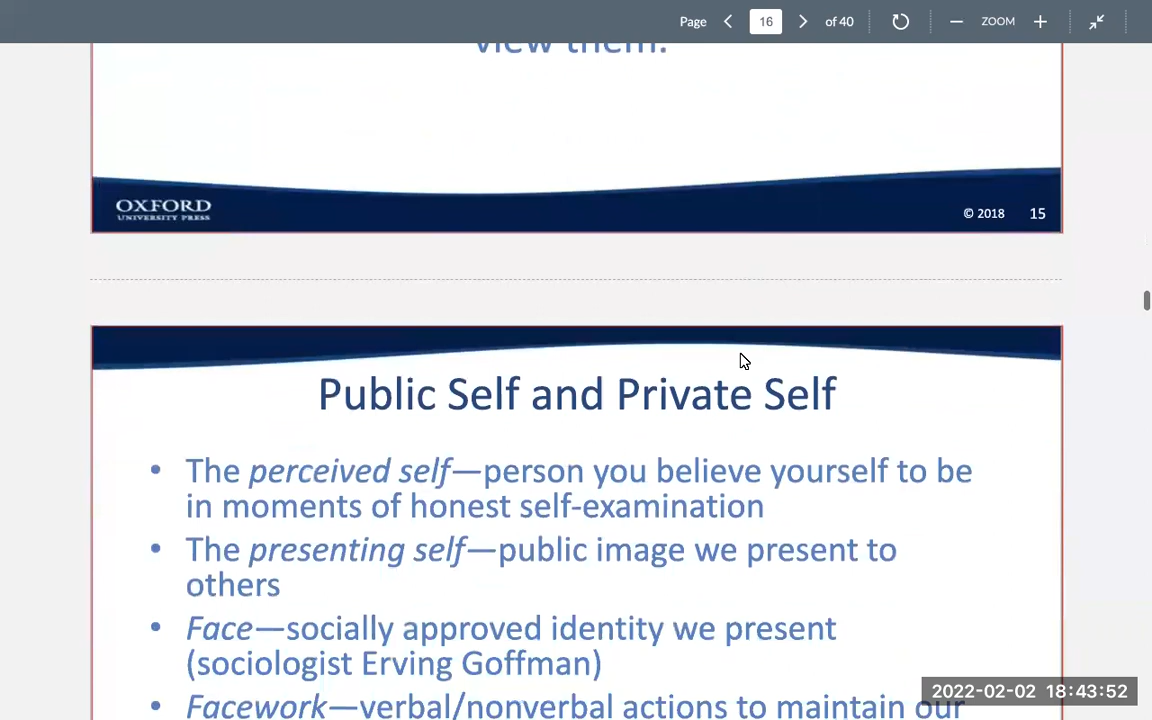 Page 16 of 40 ZOOM
view them.
OXFORD
UNIVERSITY PRESS
© 2018 15
Public Self and Private Self
• The perceived self—person you believe yourself to be
in moments of honest self-examination
• The presenting self—public image we present to
others
• Face—socially approved identity we present
(sociologist Erving Goffman)
• Facework—verbal/nonverbal actions to maintain our
2022-02-02 18:43:52